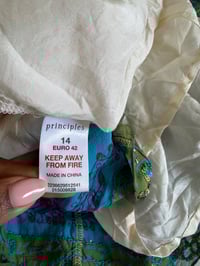 principles
14
EURO 42
KEEP AWAY
FROM FIRE
MADE IN CHINA